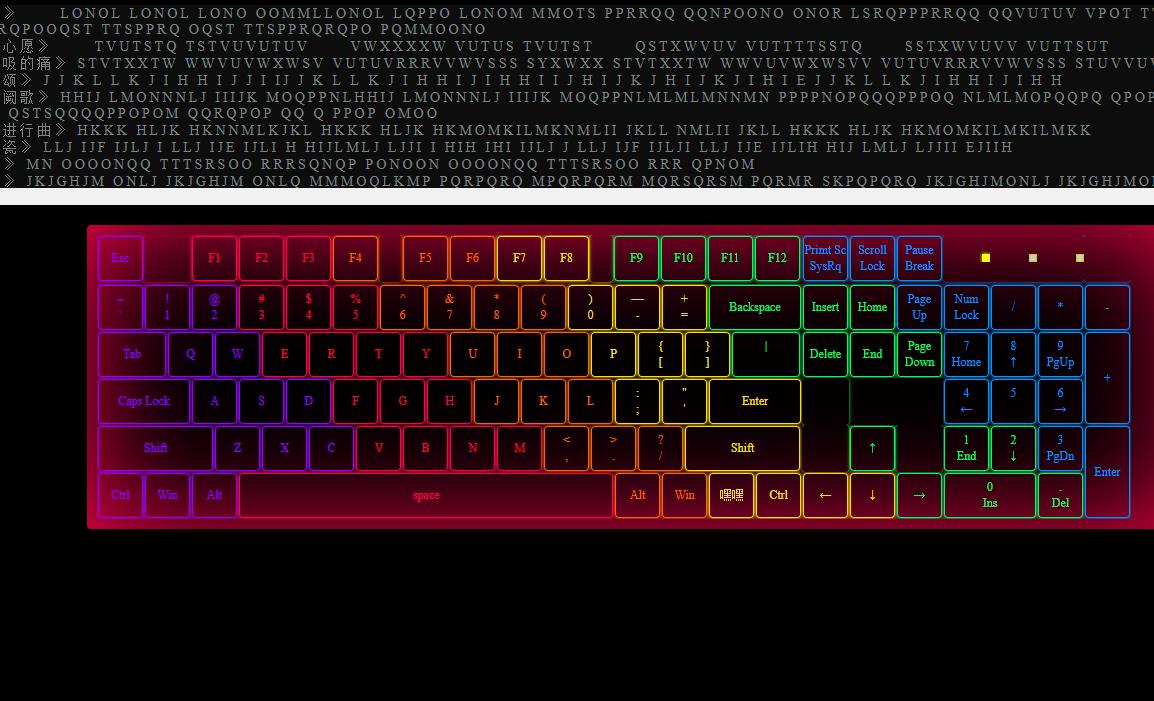 》 LONOL LONOL LONO OOMMLLONOL LQPPO LONOM MMOTS PPRRQQ QQNPOONO ONOR LSRQPPPRRQQ QQVUTUV VPOT
RQPOOQST TTSPPRQ OQST TTSPPRQRQPO PQMMOONO
心愿》 TVUTSTQ TSTVUVUTUV VWXXXXW VUTUS TVUTST QSTXWVUV VUTTTSSTQ SSTXWVUVV VUTTSUT
吸的痛》 STVTXXTW WWVUVWXWSV VUTUVRRRVVWVSSS SYXWXX STVTXXTW WWVUVWXWSVV VUTUVRRRVVWVSSS STUVVUV
颂》 J J K L L K J I H H I J J I IJ J K L L K J I H H I J I H H I I J H I J K J H I J K J I H I E J J K L L K J I H H I J I H H
阕歌》 HHIJ LMONNNLJ IIIJK MOQPPNLHHIJ LMONNNLJ IIIJK MOQPPNLMLMLMNNMN PPPPNOPQQQPPPOQ NLMLMOPQQPQ QPOP
QSTSQQQQPPOPOM QQRQPOP QQ Q PPOP OMOO
进行曲》 HKKK HLJK HKNNMLKJKL HKKK HLJK HKMOMKILMKNMLII JKLL NMLII JKLL HKKK HLJK HKMOMKILMKILMKK
瓷》 LLJ IJF IJLJ I LLJ IJE IJLI H HIJLMLJ LJJI I HIH IHI IJLJ J LLJ IJF IJLJI LLJ IJE IJLIH HIJ LMLJ LJJII EJIIH
》 MN OOOONQQ TTTSRSOO RRRSQNQP PONOON OOOONQQ TTTSRSOO RRR QPNOM
》 JKJGHJM ONLJ JKJGHJM ONLQ MMMOQLKMP PQRPQRQ MPQRPQRM MQRSQRSM PQRMR SKPQPQRQ JKJGHJMONLJ JKJGHJMO
Esc F1 F2 F3 F4 F5 F6 F7 F8 F9 F10 F11 F12 Primt Sc Scroll Pause
SysRq Lock Break
~ ! @ # $ % ^ & * ( ) — + Backspace Insert Home Page Num / * -
` 1 2 3 4 5 6 7 8 9 0 - = Up Lock
Tab Q W E R T Y U I O P { } | Delete End Page 7 8 9 +
[ ] Down Home ↑ PgUp
Caps Lock A S D F G H J K L : " Enter 4 5 6
; ' ← →
Shift Z X C V B N M < > ? Shift ↑ 1 2 3 Enter
, . / End ↓ PgDn
Ctrl Win Alt space Alt Win 嘿嘿 Ctrl ← ↓ → 0 .
Ins Del